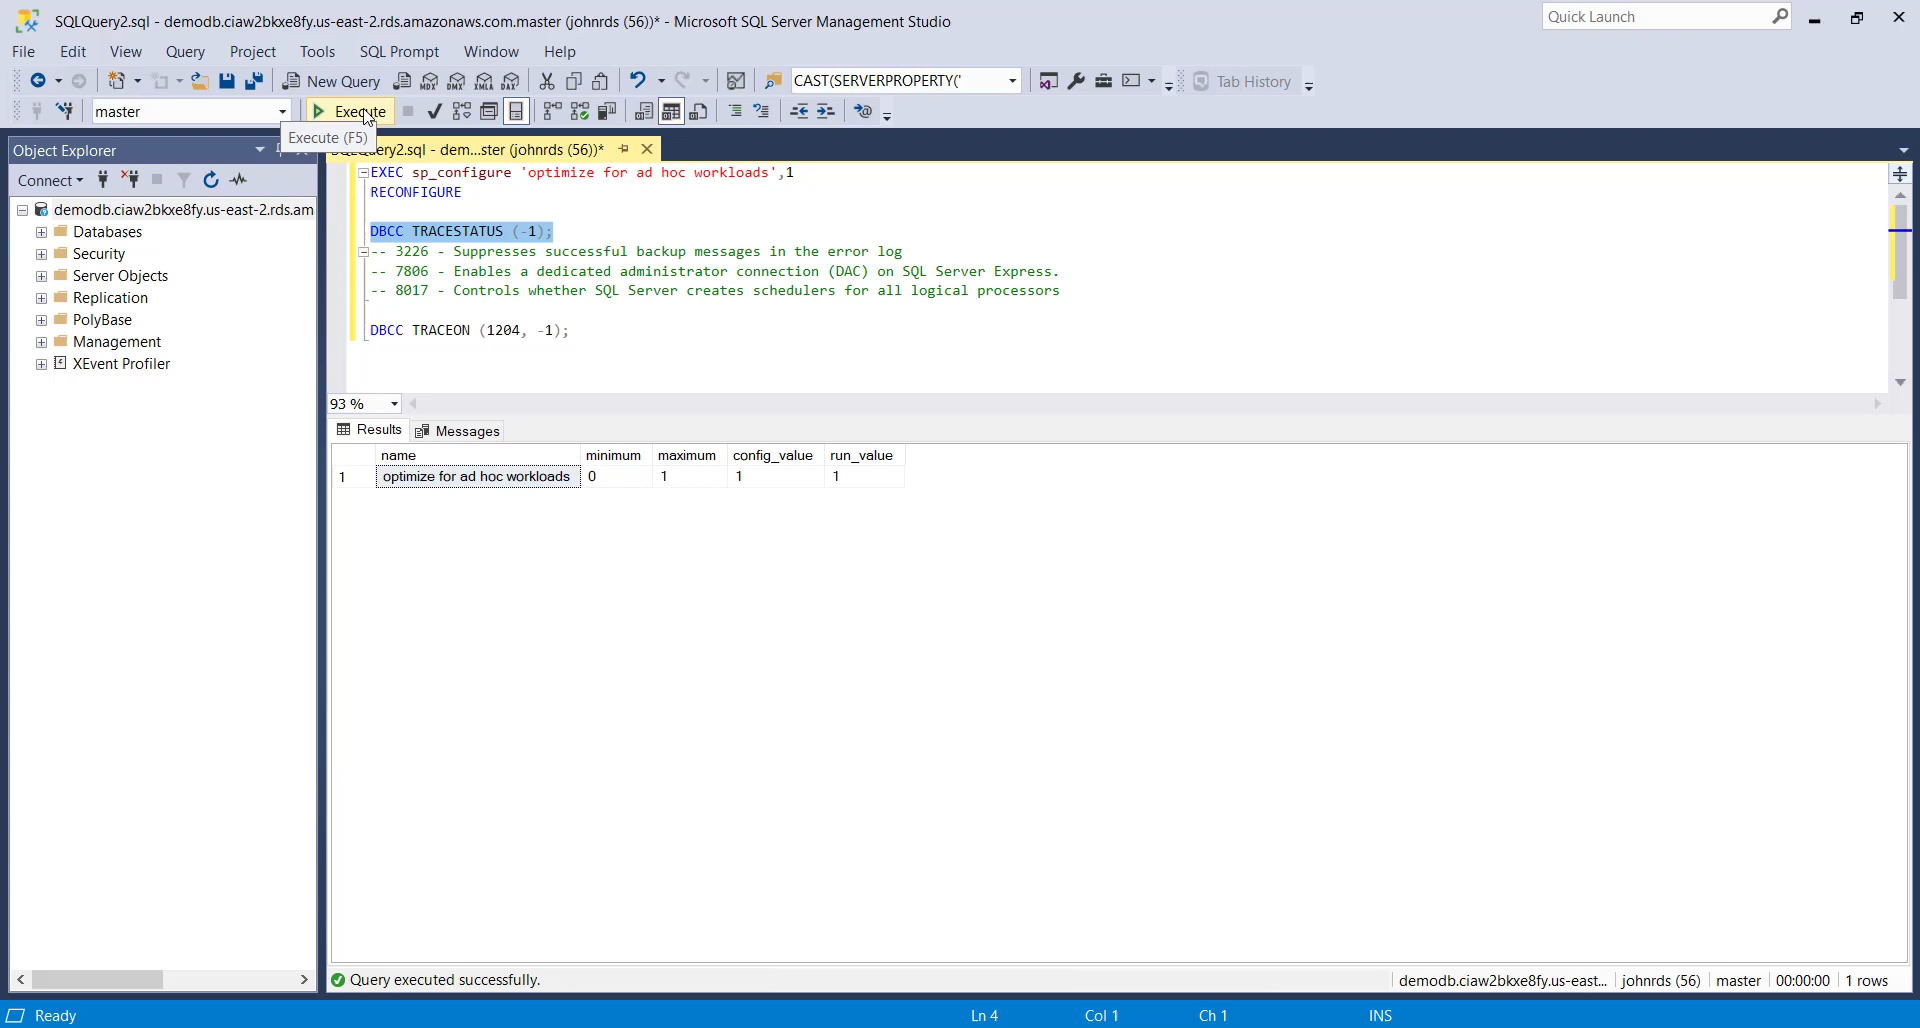 SQLQuery2.sql - demodb.ciaw2bkxe8fy.us-east-2.rds.amazonaws.com.master (johnrds (56))* - Microsoft SQL Server Management Studio
Quick Launch
File Edit View Query Project Tools SQL Prompt Window Help
New Query MDX DMX XMLA DAX CAST(SERVERPROPERTY(' Tab History
master Execute
Execute (F5)
Object Explorer
dem...ster (johnrds (56))*
Connect
demodb.ciaw2bkxe8fy.us-east-2.rds.am
Databases
Security
Server Objects
Replication
PolyBase
Management
XEvent Profiler
EXEC sp_configure 'optimize for ad hoc workloads',1
RECONFIGURE
DBCC TRACESTATUS (-1);
-- 3226 - Suppresses successful backup messages in the error log
-- 7806 - Enables a dedicated administrator connection (DAC) on SQL Server Express.
-- 8017 - Controls whether SQL Server creates schedulers for all logical processors
DBCC TRACEON (1204, -1);
93 %
Results Messages
name minimum maximum config_value run_value
1 optimize for ad hoc workloads 0 1 1 1
Query executed successfully. demodb.ciaw2bkxe8fy.us-east... johnrds (56) master 00:00:00 1 rows
Ready Ln 4 Col 1 Ch 1 INS